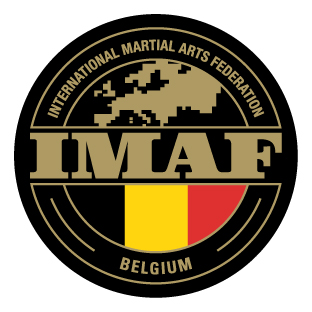 INTERNATIONAL MARTIAL ARTS FEDERATION
IMAF
BELGIUM